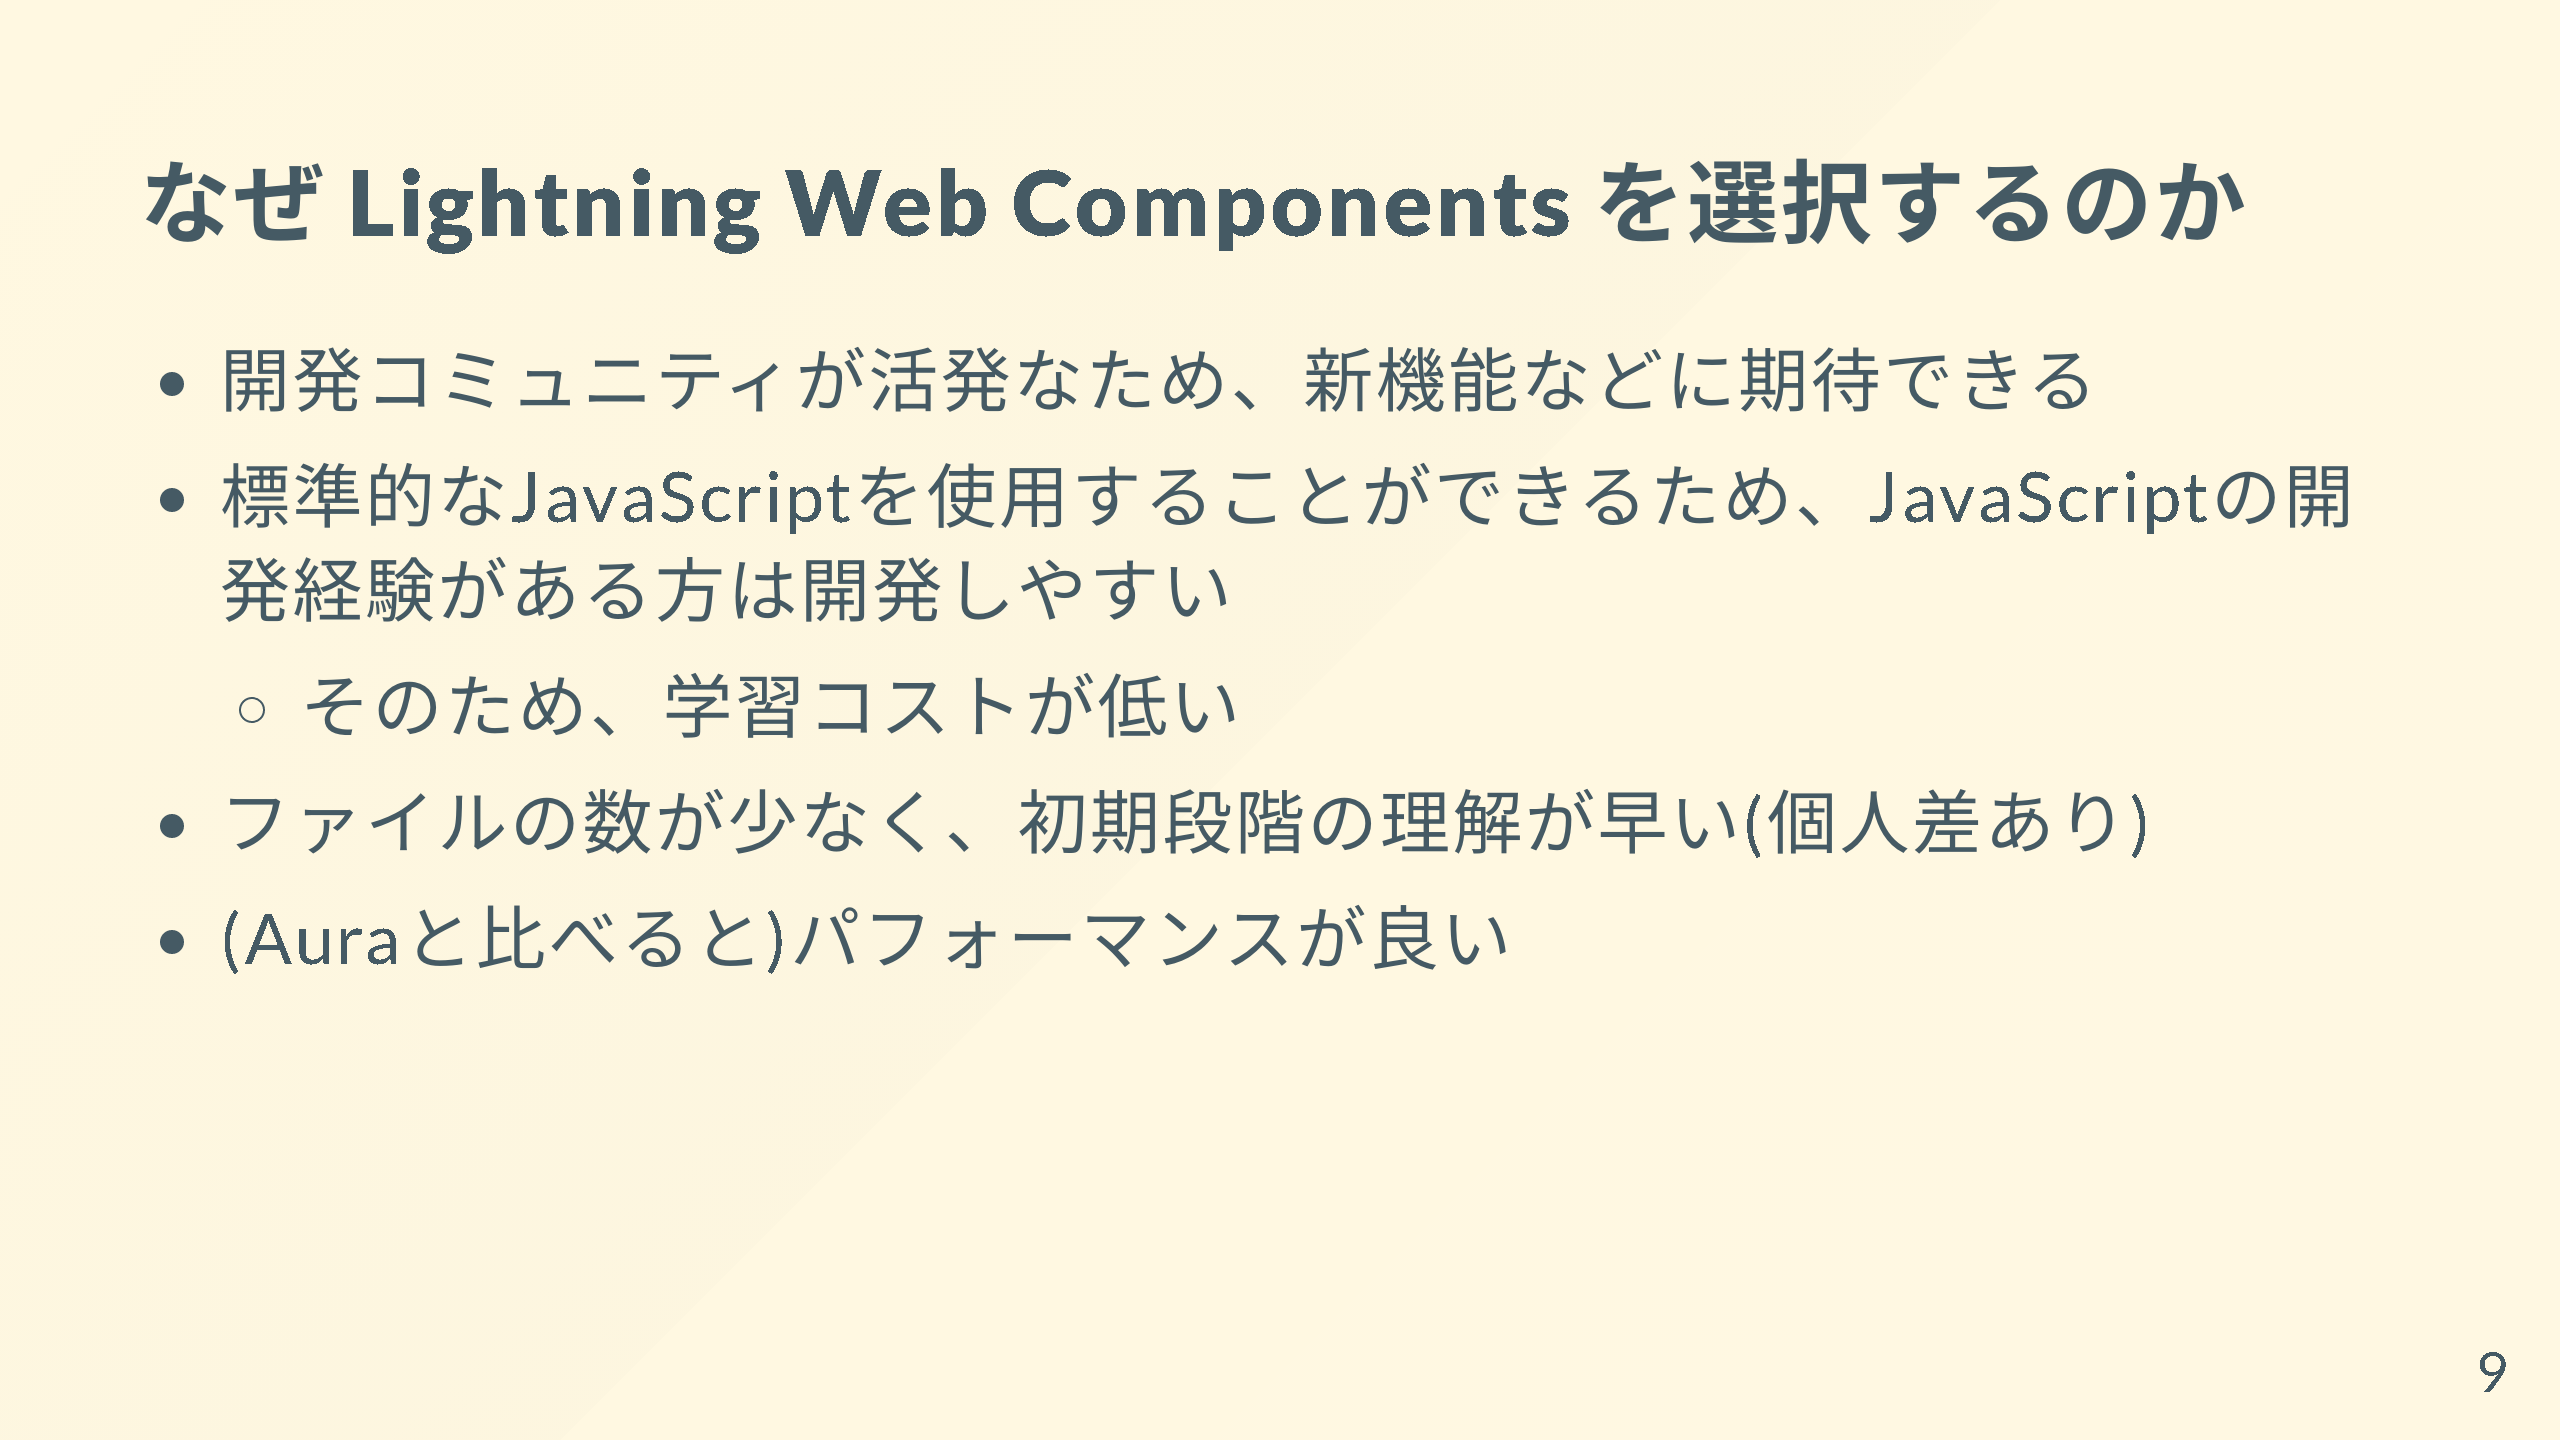 なぜ Lightning Web Components を選択するのか
• 開発コミュニティが活発なため、新機能などに期待できる
• 標準的なJavaScriptを使用することができるため、JavaScriptの開
発経験がある方は開発しやすい
○ そのため、学習コストが低い
• ファイルの数が少なく、初期段階の理解が早い(個人差あり)
• (Auraと比べると)パフォーマンスが良い
9